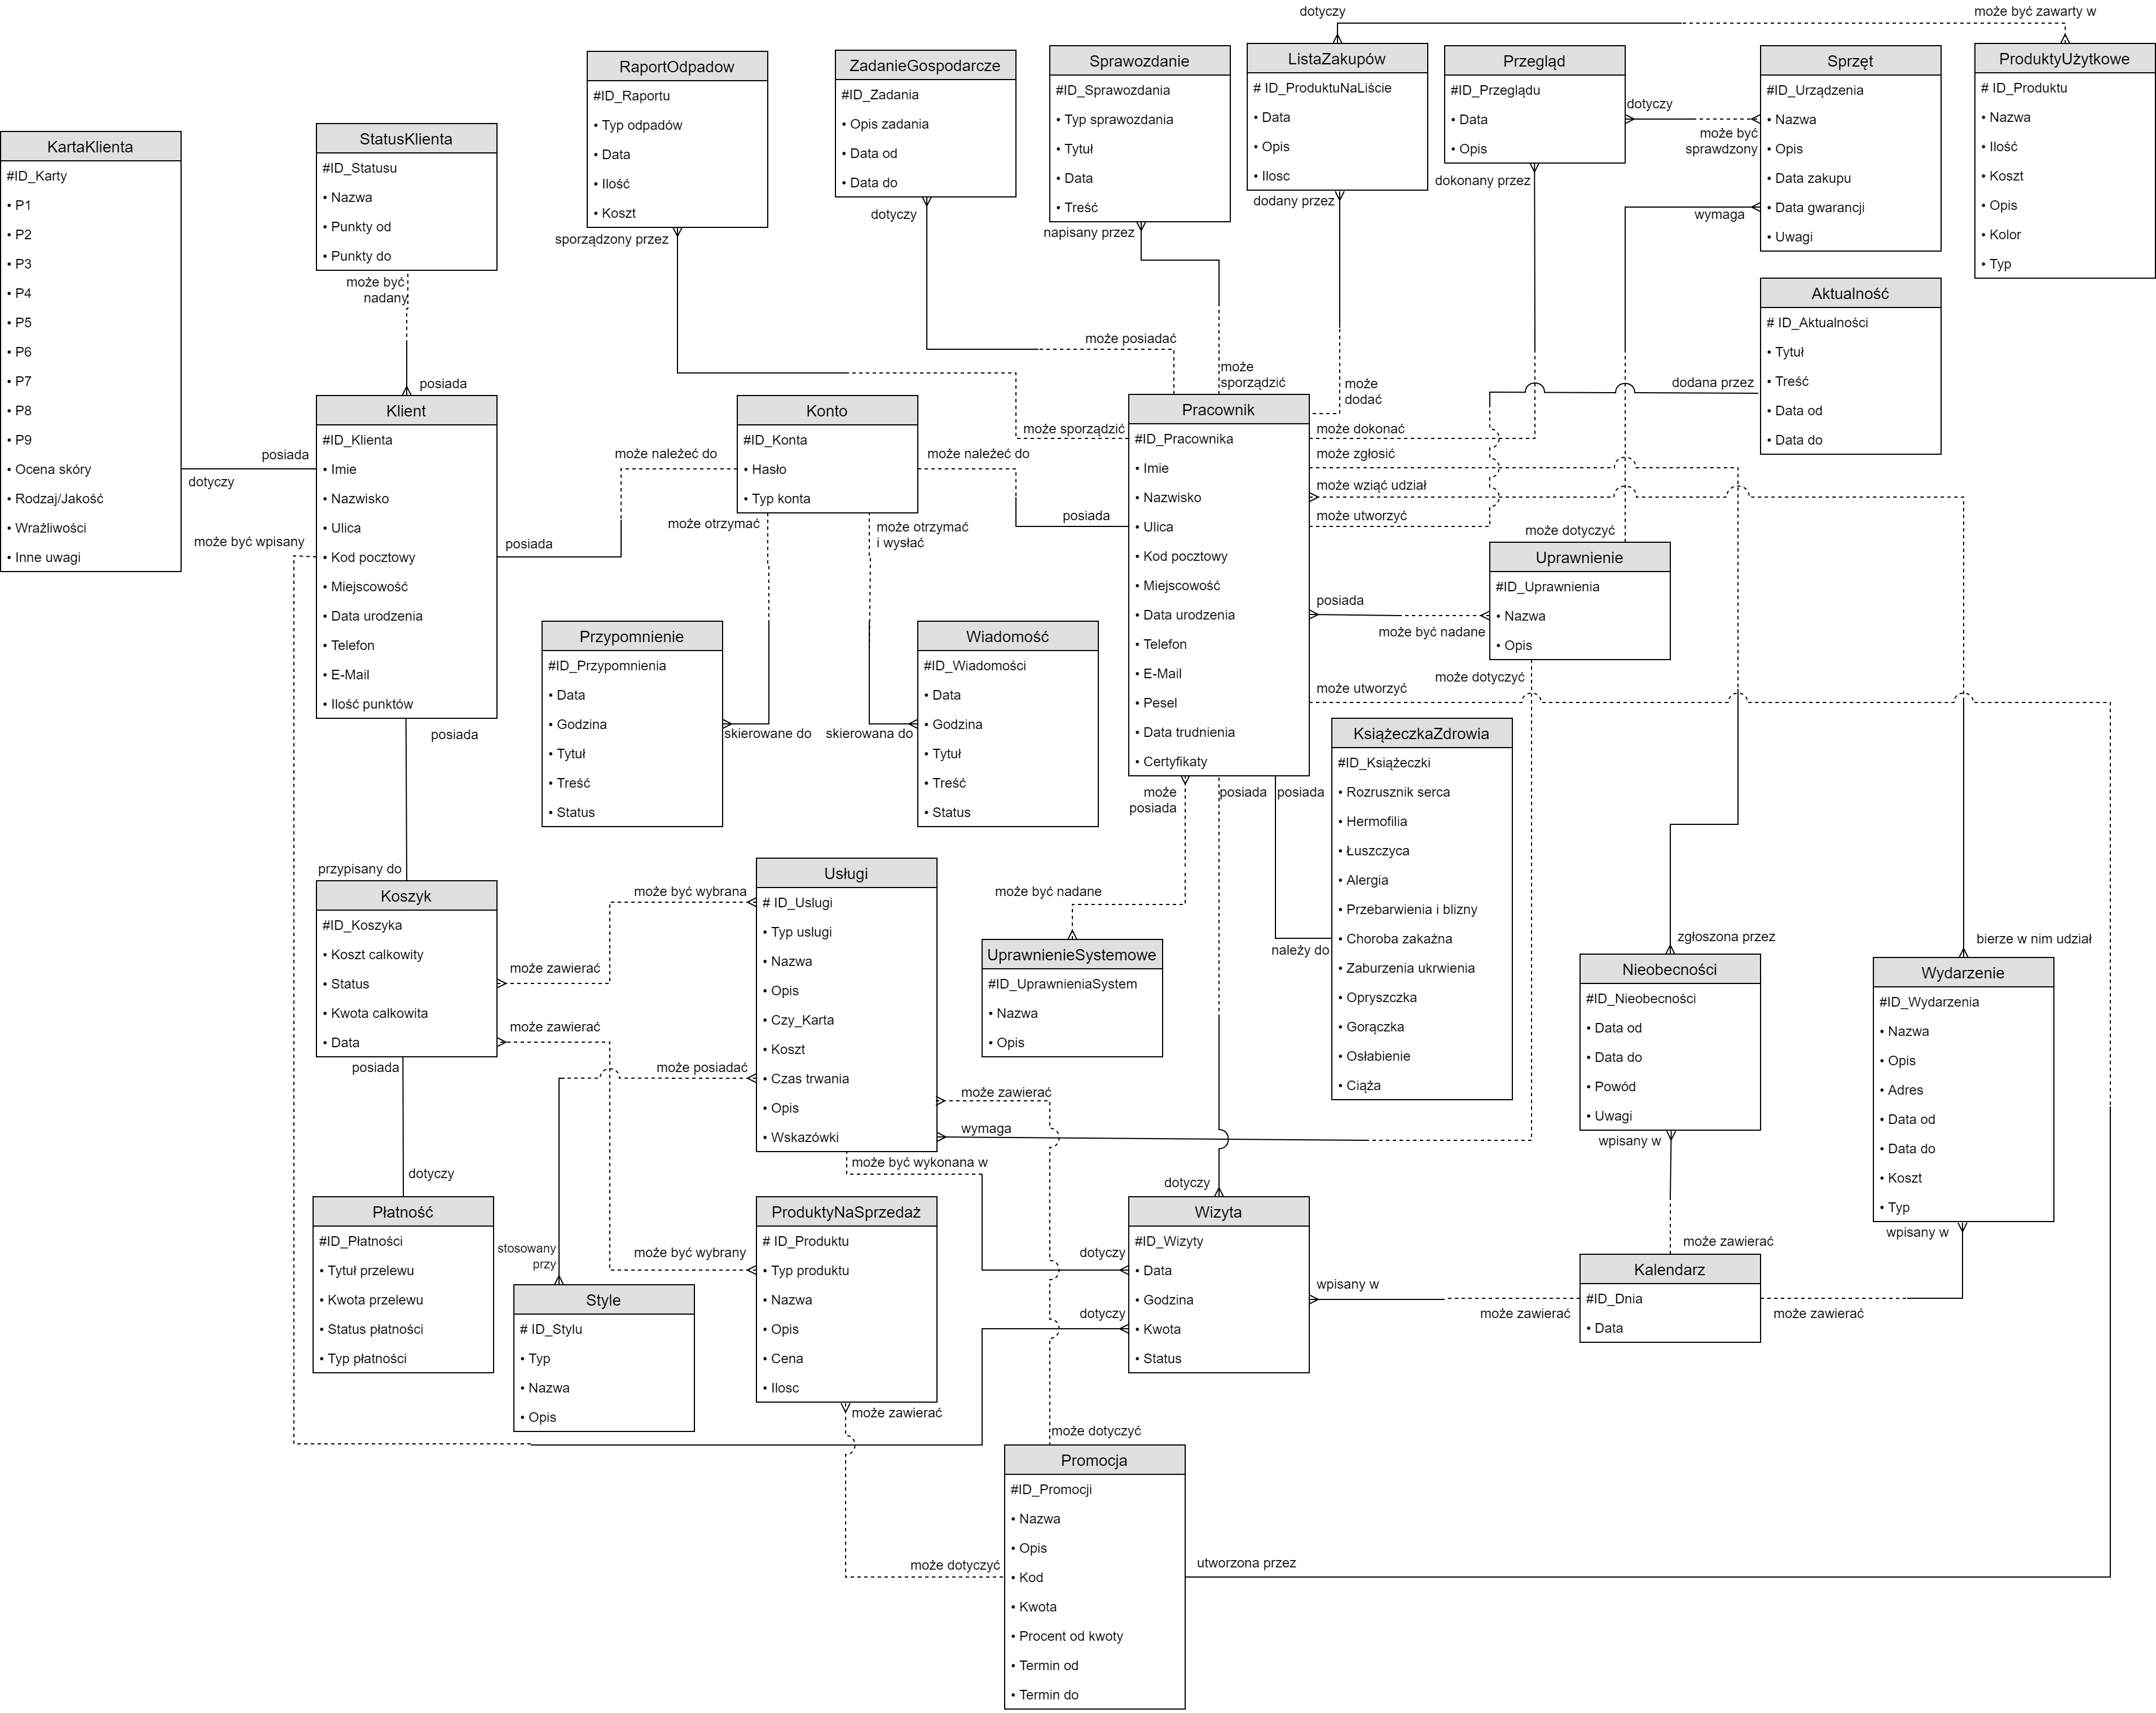 dotyczy
może być zawarty w
RaportOdpadow
#ID_Raportu
• Typ odpadów
• Data
• Ilość
• Koszt
sporządzony przez
ZadanieGospodarcze
#ID_Zadania
• Opis zadania
• Data od
• Data do
dotyczy
Sprawozdanie
#ID_Sprawozdania
• Typ sprawozdania
• Tytuł
• Data
• Treść
napisany przez
ListaZakupów
# ID_ProduktuNaLiście
• Data
• Opis
• Ilosc
dodany przez
Przegląd
#ID_Przeglądu
• Data
• Opis
dokonany przez
dotyczy
może być
sprawdzony
Sprzęt
#ID_Urządzenia
• Nazwa
• Opis
• Data zakupu
• Data gwarancji
• Uwagi
wymaga
ProduktyUżytkowe
# ID_Produktu
• Nazwa
• Ilość
• Koszt
• Opis
• Kolor
• Typ
KartaKlienta
#ID_Karty
• P1
• P2
• P3
• P4
• P5
• P6
• P7
• P8
• P9
• Ocena skóry
• Rodzaj/Jakość
• Wrażliwości
• Inne uwagi
StatusKlienta
#ID_Statusu
• Nazwa
• Punkty od
• Punkty do
może być
nadany
posiada
Aktualność
# ID_Aktualności
• Tytuł
• Treść
• Data od
• Data do
dodana przez
może posiadać
może
sporządzić
może
dodać
może sporządzić
może dokonać
może zgłosić
może wziąć udział
może utworzyć
Klient
#ID_Klienta
• Imie
• Nazwisko
• Ulica
• Kod pocztowy
• Miejscowość
• Data urodzenia
• Telefon
• E-Mail
• Ilość punktów
posiada
dotyczy
może być wpisany
posiada
może należeć do
Konto
#ID_Konta
• Hasło
• Typ konta
może należeć do
posiada
może otrzymać
może otrzymać
i wysłać
Pracownik
#ID_Pracownika
• Imie
• Nazwisko
• Ulica
• Kod pocztowy
• Miejscowość
• Data urodzenia
• Telefon
• E-Mail
• Pesel
• Data trudnienia
• Certyfikaty
może dotyczyć
Uprawnienie
#ID_Uprawnienia
• Nazwa
• Opis
posiada
może być nadane
może dotyczyć
może utworzyć
Przypomnienie
#ID_Przypomnienia
• Data
• Godzina
• Tytuł
• Treść
• Status
skierowane do
skierowana do
Wiadomość
#ID_Wiadomości
• Data
• Godzina
• Tytuł
• Treść
• Status
KsiążeczkaZdrowia
#ID_Książeczki
• Rozrusznik serca
• Hermofilia
• Łuszczyca
• Alergia
• Przebarwienia i blizny
• Choroba zakaźna
• Zaburzenia ukrwienia
• Opryszczka
• Gorączka
• Osłabienie
• Ciąża
może
posiada
posiada
posiada
należy do
posiada
przypisany do
Koszyk
#ID_Koszyka
• Koszt calkowity
• Status
• Kwota calkowita
• Data
może być wybrana
może zawierać
może zawierać
posiada
dotyczy
Usługi
# ID_Uslugi
• Typ uslugi
• Nazwa
• Opis
• Czy_Karta
• Koszt
• Czas trwania
• Opis
• Wskazówki
może posiadać
może być nadane
UprawnienieSystemowe
#ID_UprawnieniaSystem
• Nazwa
• Opis
może zawierać
wymaga
może być wykonana w
zgłoszona przez
Nieobecności
#ID_Nieobecności
• Data od
• Data do
• Powód
• Uwagi
wpisany w
bierze w nim udział
Wydarzenie
#ID_Wydarzenia
• Nazwa
• Opis
• Adres
• Data od
• Data do
• Koszt
• Typ
wpisany w
Płatność
#ID_Płatności
• Tytuł przelewu
• Kwota przelewu
• Status płatności
• Typ płatności
stosowany
przy
Style
# ID_Stylu
• Typ
• Nazwa
• Opis
może być wybrany
ProduktyNaSprzedaż
# ID_Produktu
• Typ produktu
• Nazwa
• Opis
• Cena
• Ilosc
może zawierać
dotyczy
dotyczy
dotyczy
Wizyta
#ID_Wizyty
• Data
• Godzina
• Kwota
• Status
wpisany w
może zawierać
może zawierać
Kalendarz
#ID_Dnia
• Data
może zawierać
może dotyczyć
Promocja
#ID_Promocji
• Nazwa
• Opis
• Kod
• Kwota
• Procent od kwoty
• Termin od
• Termin do
może dotyczyć
utworzona przez